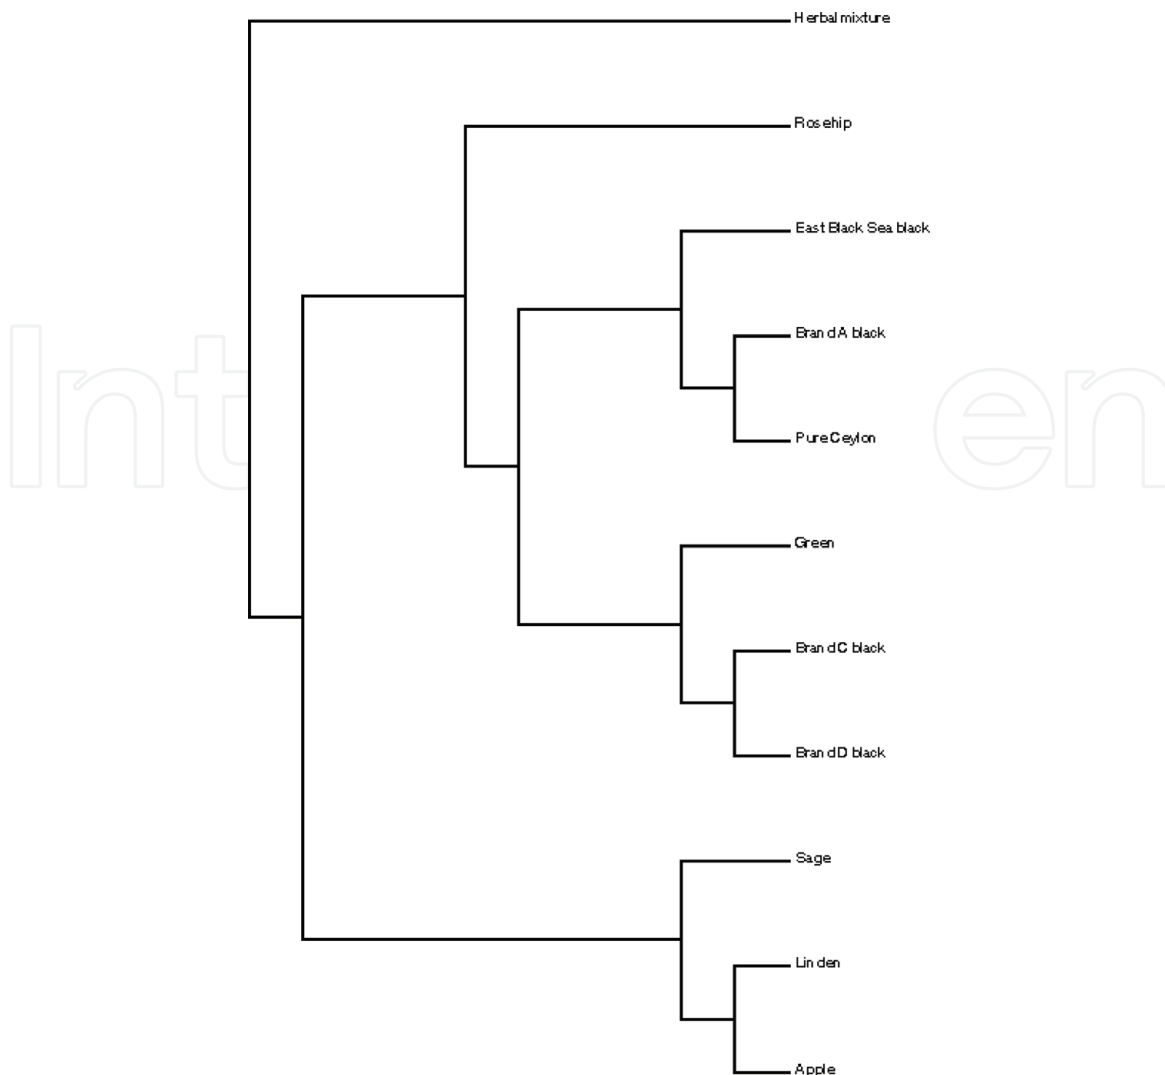 Herbal mixture
Rosehip
East Black Sea black
Brand A black
Pure Ceylon
Green
Brand C black
Brand D black
Sage
Linden
Apple